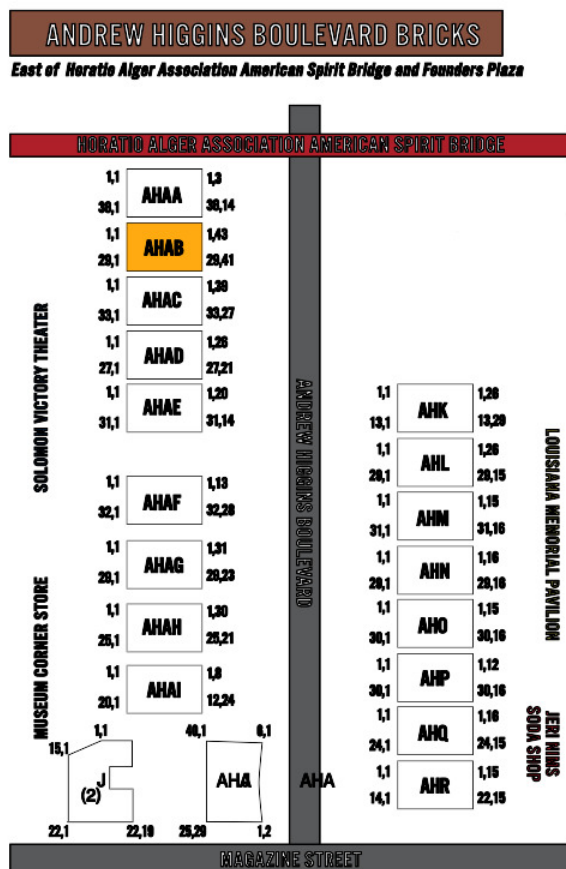 ANDREW HIGGINS BOULEVARD BRICKS
East of Horatio Alger Association American Spirit Bridge and Founders Plaza
HORATIO ALGER ASSOCIATION AMERICAN SPIRIT BRIDGE
1,1 AHAA 1,3
38,1 38,14
1,1 AHAB 1,43
29,1 29,41
1,1 AHAC 1,39
33,1 33,27
1,1 AHAD 1,26
27,1 27,21
1,1 AHAE 1,20
31,1 31,14
SOLOMON VICTORY THEATER
1,1 AHAF 1,13
32,1 32,28
1,1 AHAG 1,31
29,1 29,23
1,1 AHAH 1,30
25,1 25,21
1,1 AHAI 1,8
20,1 12,24
MUSEUM CORNER STORE
1,1
15,1
J
(2)
22,1 22,19
40,1 6,1
AHA
25,29 1,2
AHA
ANDREW HIGGINS BOULEVARD
1,1 AHK 1,26
13,1 13,29
1,1 AHL 1,26
29,1 29,15
1,1 AHM 1,15
31,1 31,16
1,1 AHN 1,16
29,1 29,16
1,1 AHO 1,15
30,1 30,16
1,1 AHP 1,12
30,1 30,16
1,1 AHQ 1,16
24,1 24,15
1,1 AHR 1,15
14,1 22,15
LOUISIANA MEMORIAL PAVILION
JERI NIMS
SODA SHOP
MAGAZINE STREET